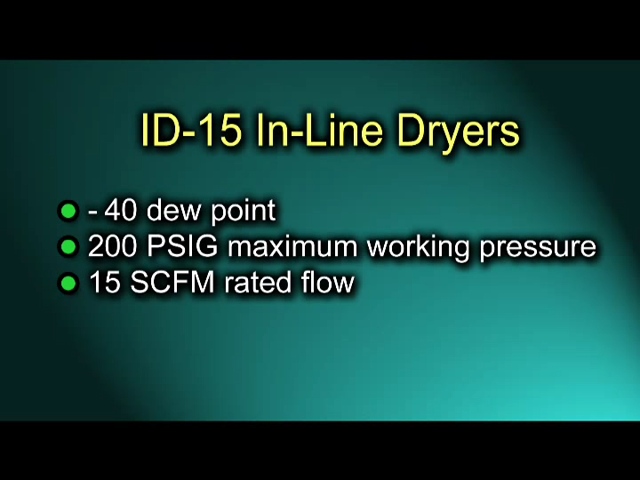 ID-15 In-Line Dryers
- 40 dew point
200 PSIG maximum working pressure
15 SCFM rated flow